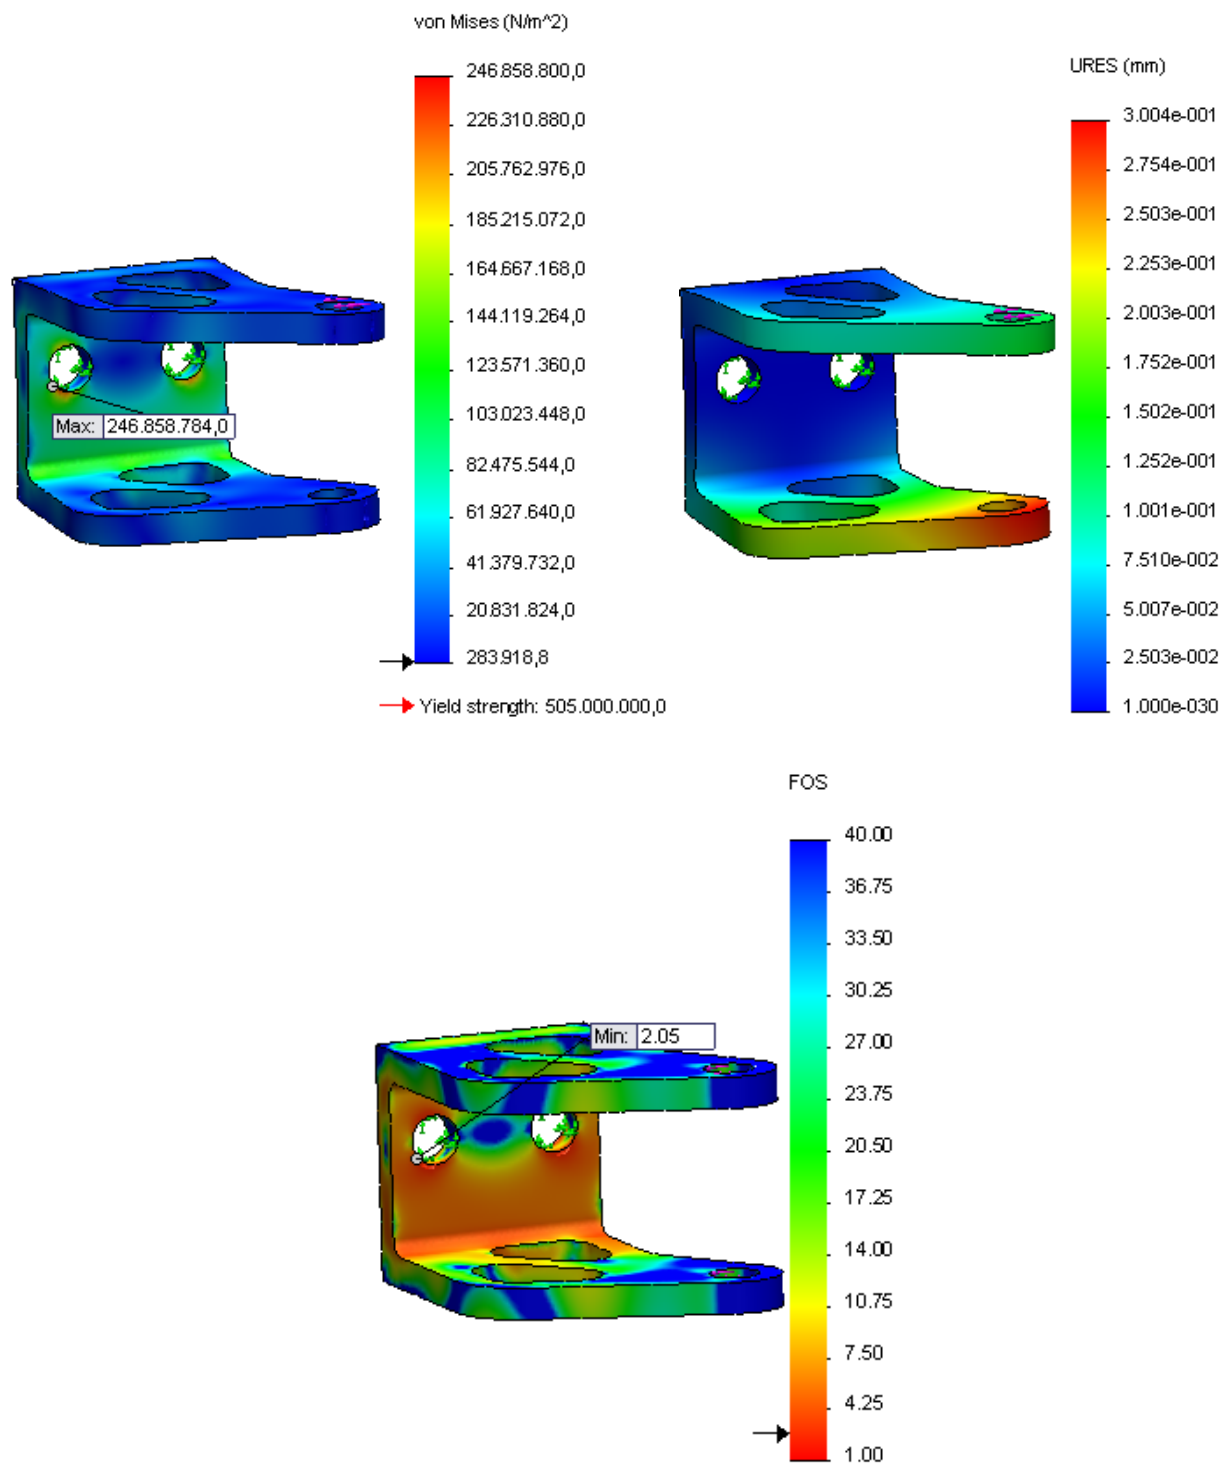 von Mises (N/m^2)
246.858.800,0
226.310.880,0
205.762.976,0
185.215.072,0
164.667.168,0
144.119.264,0
123.571.360,0
103.023.448,0
82.475.544,0
61.927.640,0
41.379.732,0
20.831.824,0
283.918,8
Yield strength: 505.000.000,0
Max: 246.858.784,0
URES (mm)
3.004e-001
2.754e-001
2.503e-001
2.253e-001
2.003e-001
1.752e-001
1.502e-001
1.252e-001
1.001e-001
7.510e-002
5.007e-002
2.503e-002
1.000e-030
FOS
40.00
36.75
33.50
30.25
27.00
23.75
20.50
17.25
14.00
10.75
7.50
4.25
1.00
Min: 2.05